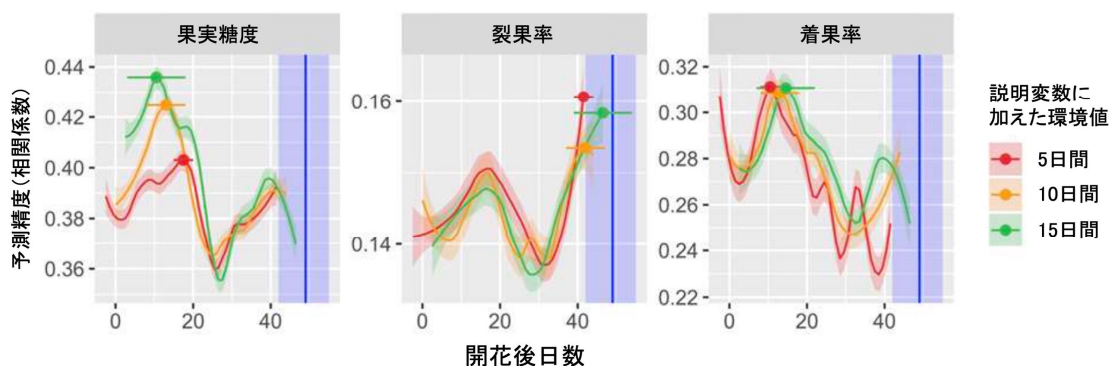 果実糖度
裂果率
着果率
予測精度(相関係数)
0.44
0.42
0.40
0.38
0.36
0.16
0.14
0.32
0.30
0.28
0.26
0.24
0.22
0 20 40
0 20 40
0 20 40
開花後日数
説明変数に
加えた環境値
5日間
10日間
15日間